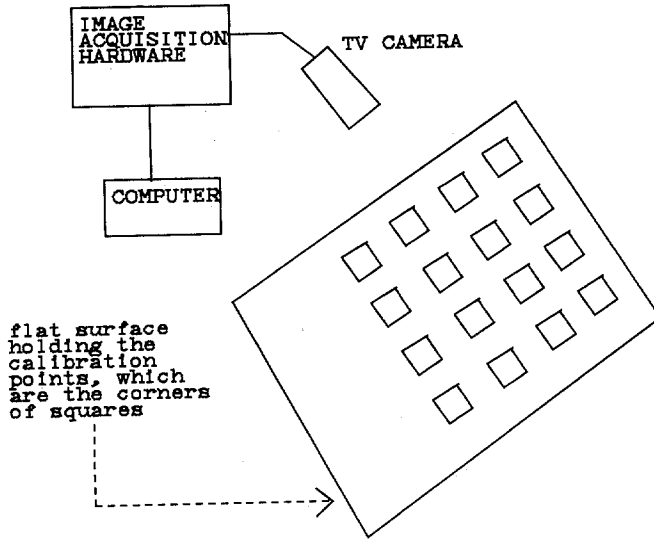 IMAGE
ACQUISITION
HARDWARE
TV CAMERA
COMPUTER
flat surface
holding the
calibration
points, which
are the corners
of squares